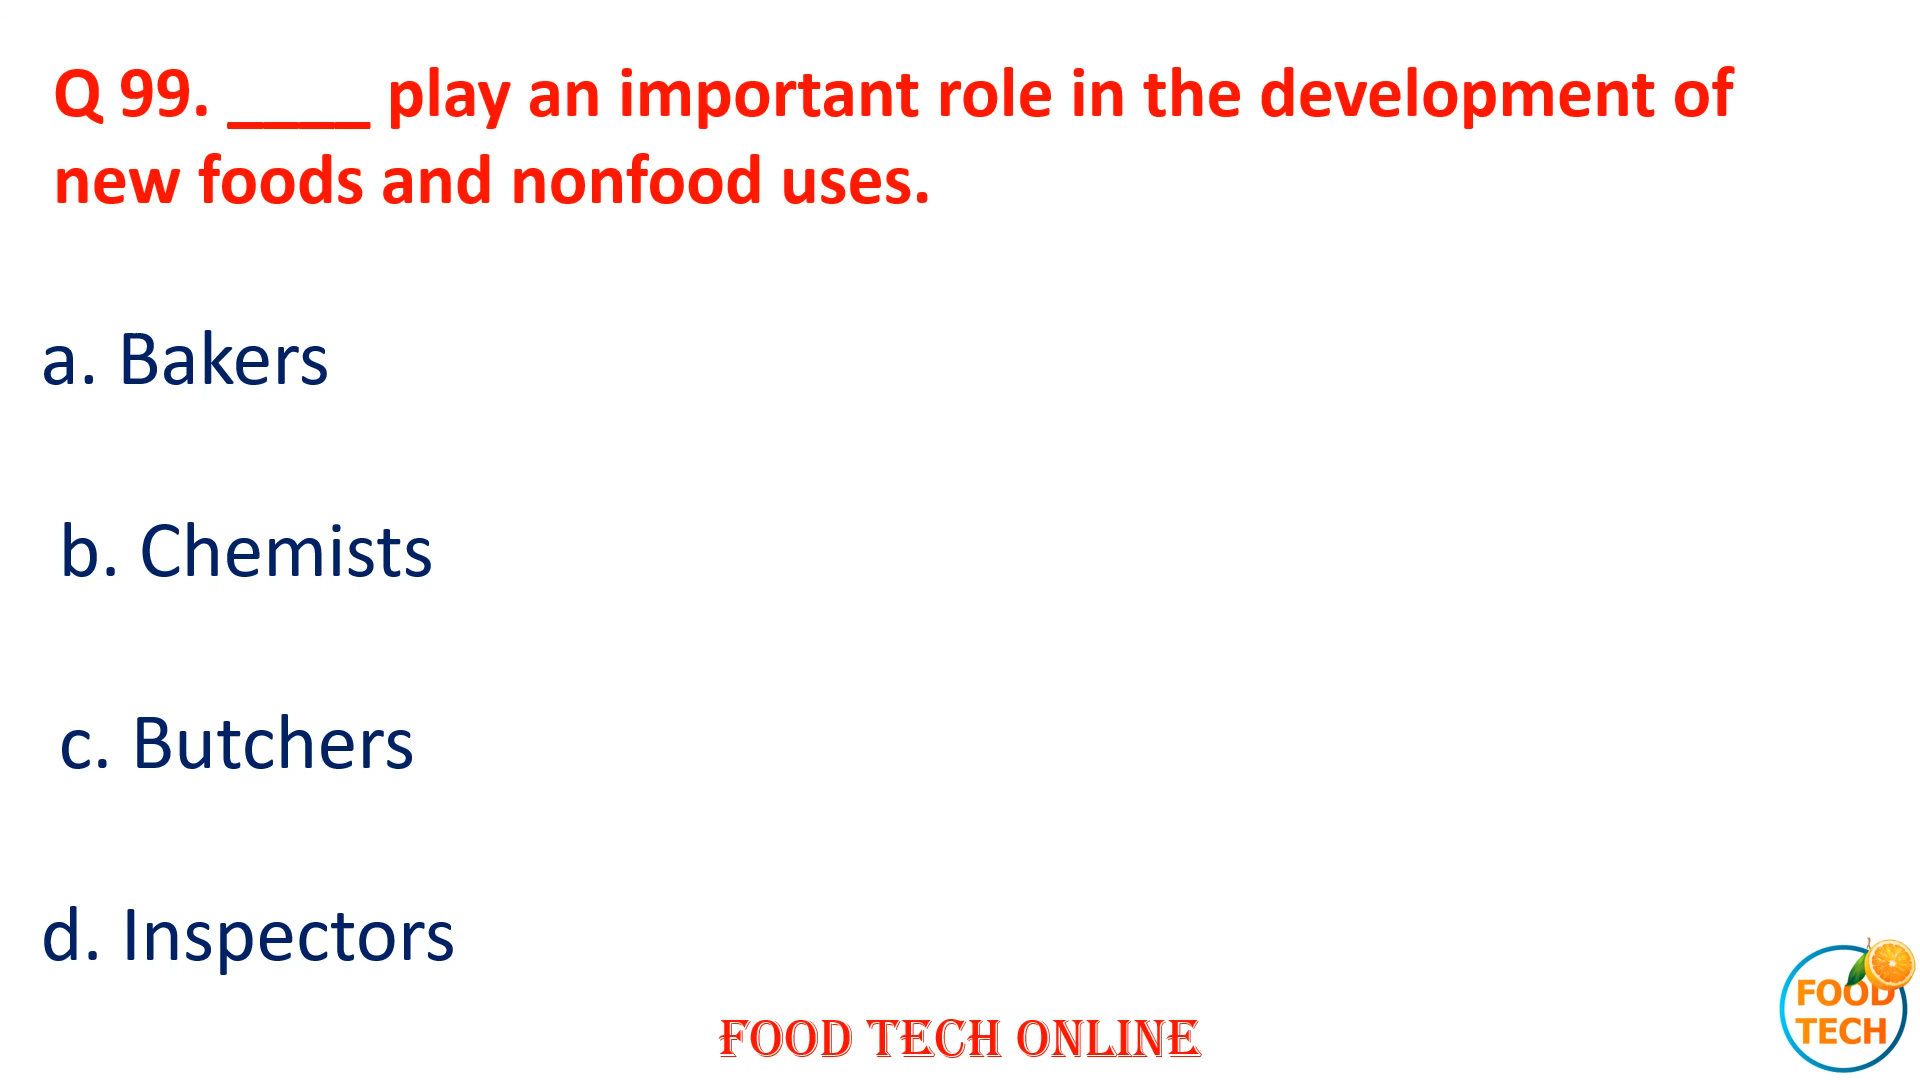 Q 99. ____ play an important role in the development of
new foods and nonfood uses.
a. Bakers
b. Chemists
c. Butchers
d. Inspectors
FOOD TECH ONLINE
FOOD
TECH